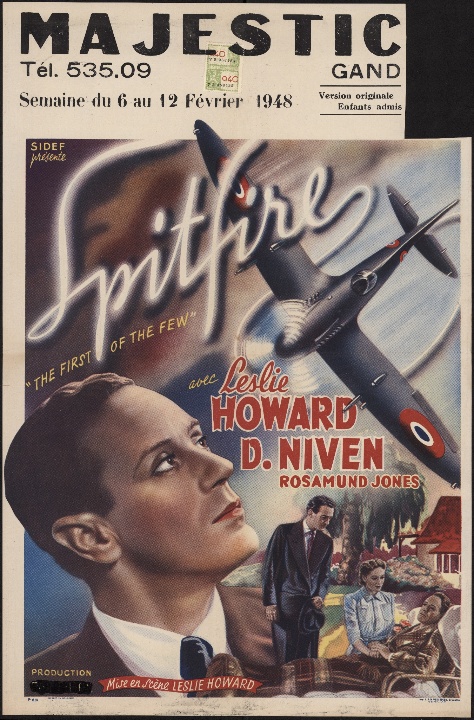 MAJESTIC
Tél. 535.09
GAND
Semaine du 6 au 12 Février 1948
Version originale
Enfants admis
SIDEF
présente
Spitfire
"THE FIRST OF THE FEW"
avec Leslie
HOWARD
D. NIVEN
ROSAMUND JONES
PRODUCTION
Mise en scène LESLIE HOWARD